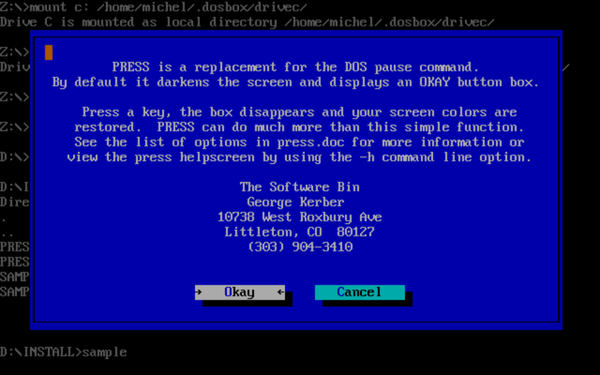 Z:\>mount c: /home/michel/.dosbox/drivec/
Drive C is mounted as local directory /home/michel/.dosbox/drivec/
Z:\>
Driv
/
Z:\>
Z:\>
D:\>
D:\I
Dire
.
..
PRES
PRES
SAMP
SAMP
PRESS is a replacement for the DOS pause command.
By default it darkens the screen and displays an OKAY button box.
Press a key, the box disappears and your screen colors are
restored.  PRESS can do much more than this simple function.
See the list of options in press.doc for more information or
view the press helpscreen by using the -h command line option.
The Software Bin
George Kerber
10738 West Roxbury Ave
Littleton, CO  80127
(303) 904-3410
→ Okay ←
Cancel
D:\INSTALL>sample